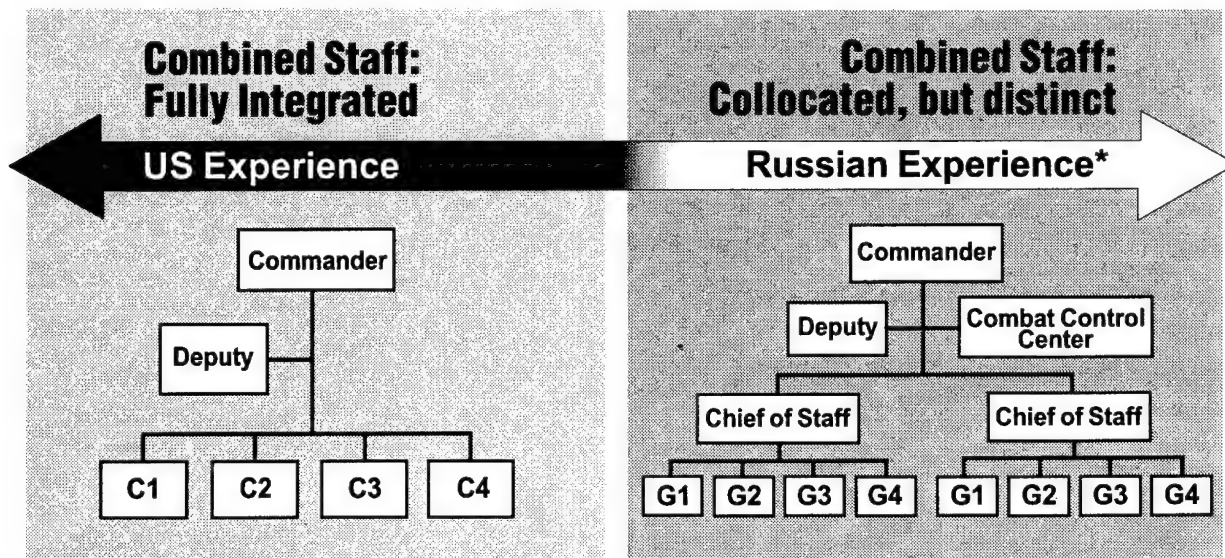 Combined Staff:
Fully Integrated
US Experience
Commander
Deputy
C1 C2 C3 C4
Combined Staff:
Collocated, but distinct
Russian Experience*
Commander
Deputy
Combat Control
Center
Chief of Staff Chief of Staff
G1 G2 G3 G4 G1 G2 G3 G4